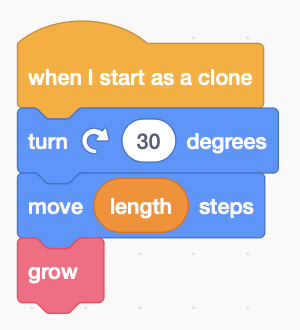 when I start as a clone
turn 30 degrees
move length steps
grow